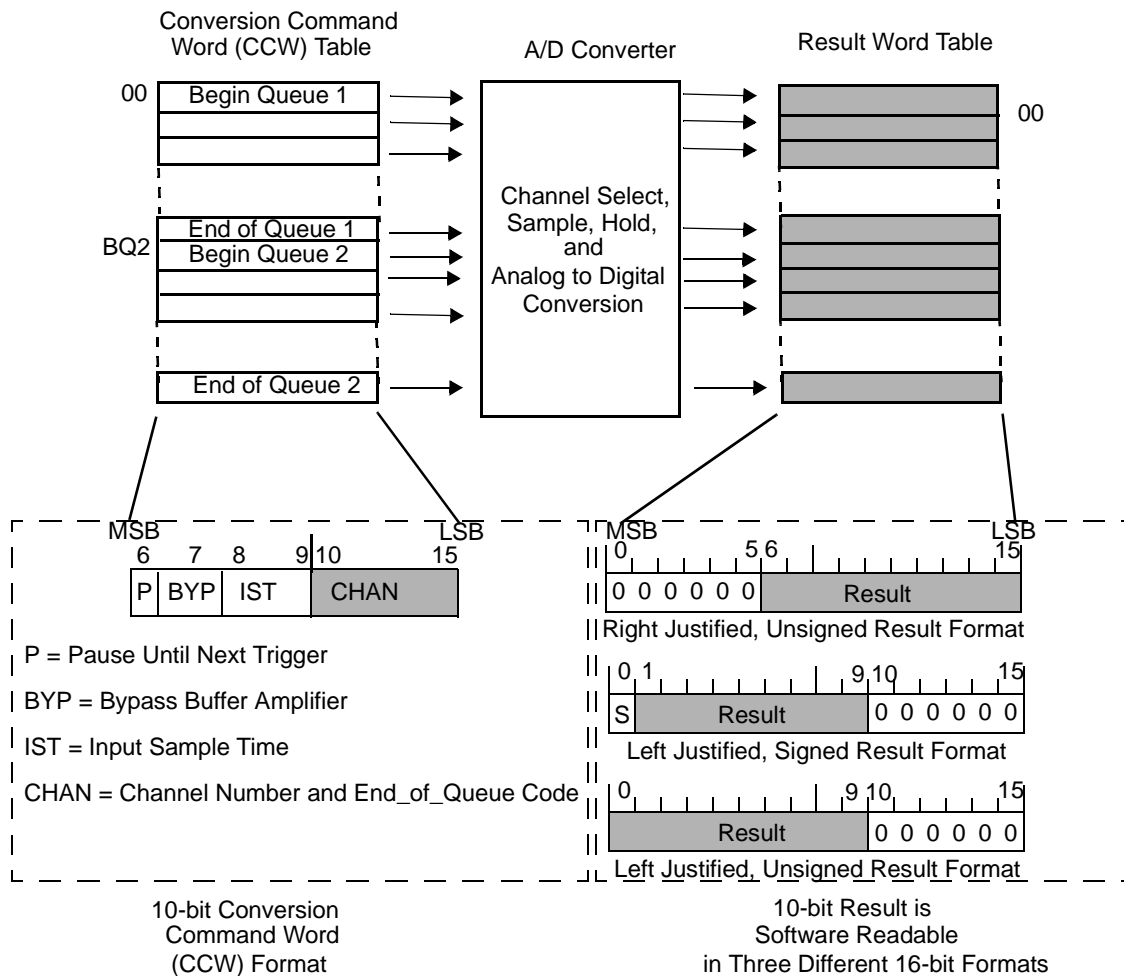 Conversion Command
Word (CCW) Table
A/D Converter
Result Word Table
00
Begin Queue 1
00
End of Queue 1
BQ2
Begin Queue 2
Channel Select,
Sample, Hold,
and
Analog to Digital
Conversion
End of Queue 2
MSB
LSB
6 7 8 9 10 15
P BYP IST CHAN
P = Pause Until Next Trigger
BYP = Bypass Buffer Amplifier
IST = Input Sample Time
CHAN = Channel Number and End_of_Queue Code
10-bit Conversion
Command Word
(CCW) Format
MSB
LSB
0 5 6 15
0 0 0 0 0 0 Result
Right Justified, Unsigned Result Format
0 1 9 10 15
S Result 0 0 0 0 0 0
Left Justified, Signed Result Format
0 9 10 15
Result 0 0 0 0 0 0
Left Justified, Unsigned Result Format
10-bit Result is
Software Readable
in Three Different 16-bit Formats